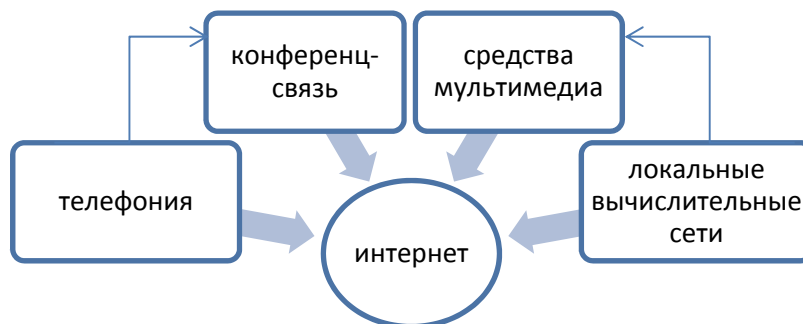 конференц-
связь
средства
мультимедиа
телефония
локальные
вычислительные
сети
интернет